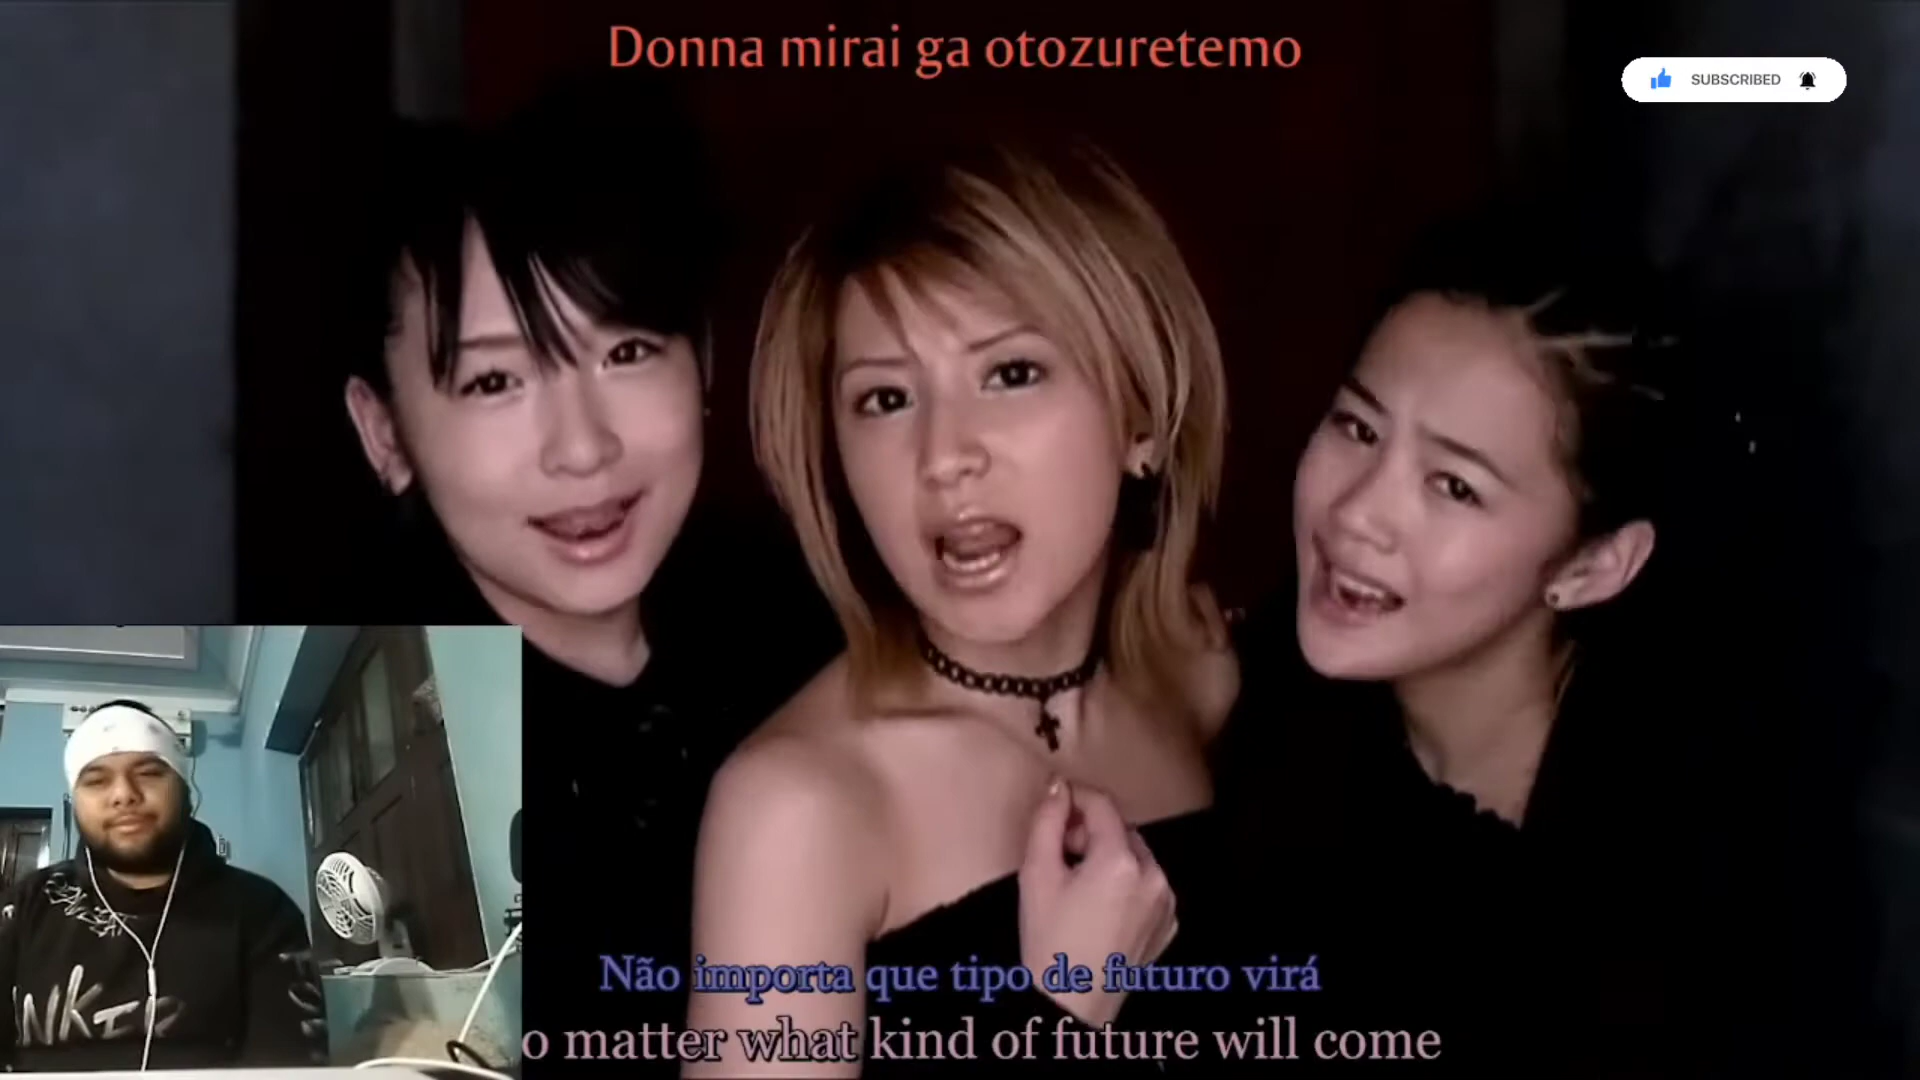 Donna mirai ga otozuretemo
SUBSCRIBED
Não importa que tipo de futuro virá
o matter what kind of future will come